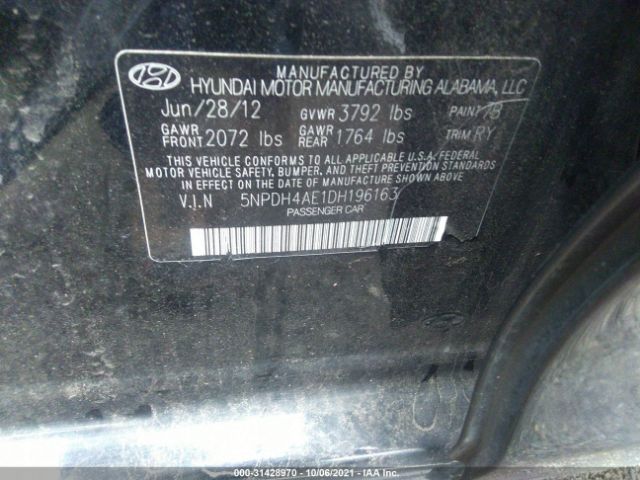 MANUFACTURED BY
HYUNDAI MOTOR MANUFACTURING ALABAMA, LLC
Jun/28/12 GVWR 3792 lbs PAINT 7B
GAWR FRONT 2072 lbs GAWR REAR 1764 lbs TRIM RY
THIS VEHICLE CONFORMS TO ALL APPLICABLE U.S.A. FEDERAL
MOTOR VEHICLE SAFETY, BUMPER, AND THEFT PREVENTION STANDARDS
IN EFFECT ON THE DATE OF MANUFACTURE SHOWN ABOVE
V.I.N 5NPDH4AE1DH196163
PASSENGER CAR
000-31428970 - 10/06/2021 - IAA Inc.